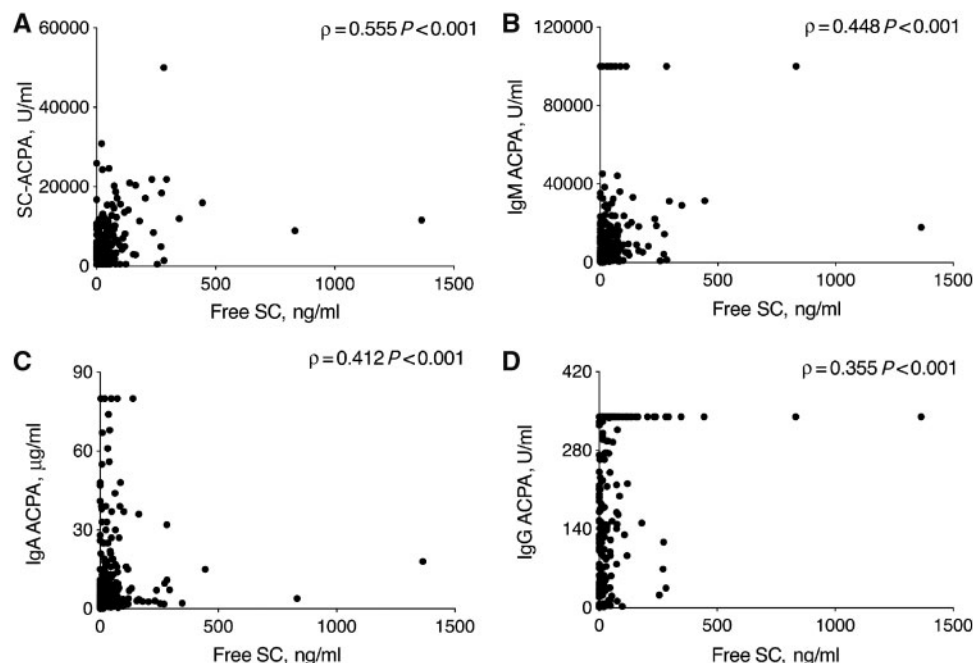 A
ρ=0.555 P<0.001
60000
40000
20000
0
SC-ACPA, U/ml
0 500 1000 1500
Free SC, ng/ml
B
ρ=0.448 P<0.001
120000
80000
40000
0
IgM ACPA, U/ml
0 500 1000 1500
Free SC, ng/ml
C
ρ=0.412 P<0.001
90
60
30
0
IgA ACPA, μg/ml
0 500 1000 1500
Free SC, ng/ml
D
ρ=0.355 P<0.001
420
280
140
0
IgG ACPA, U/ml
0 500 1000 1500
Free SC, ng/ml